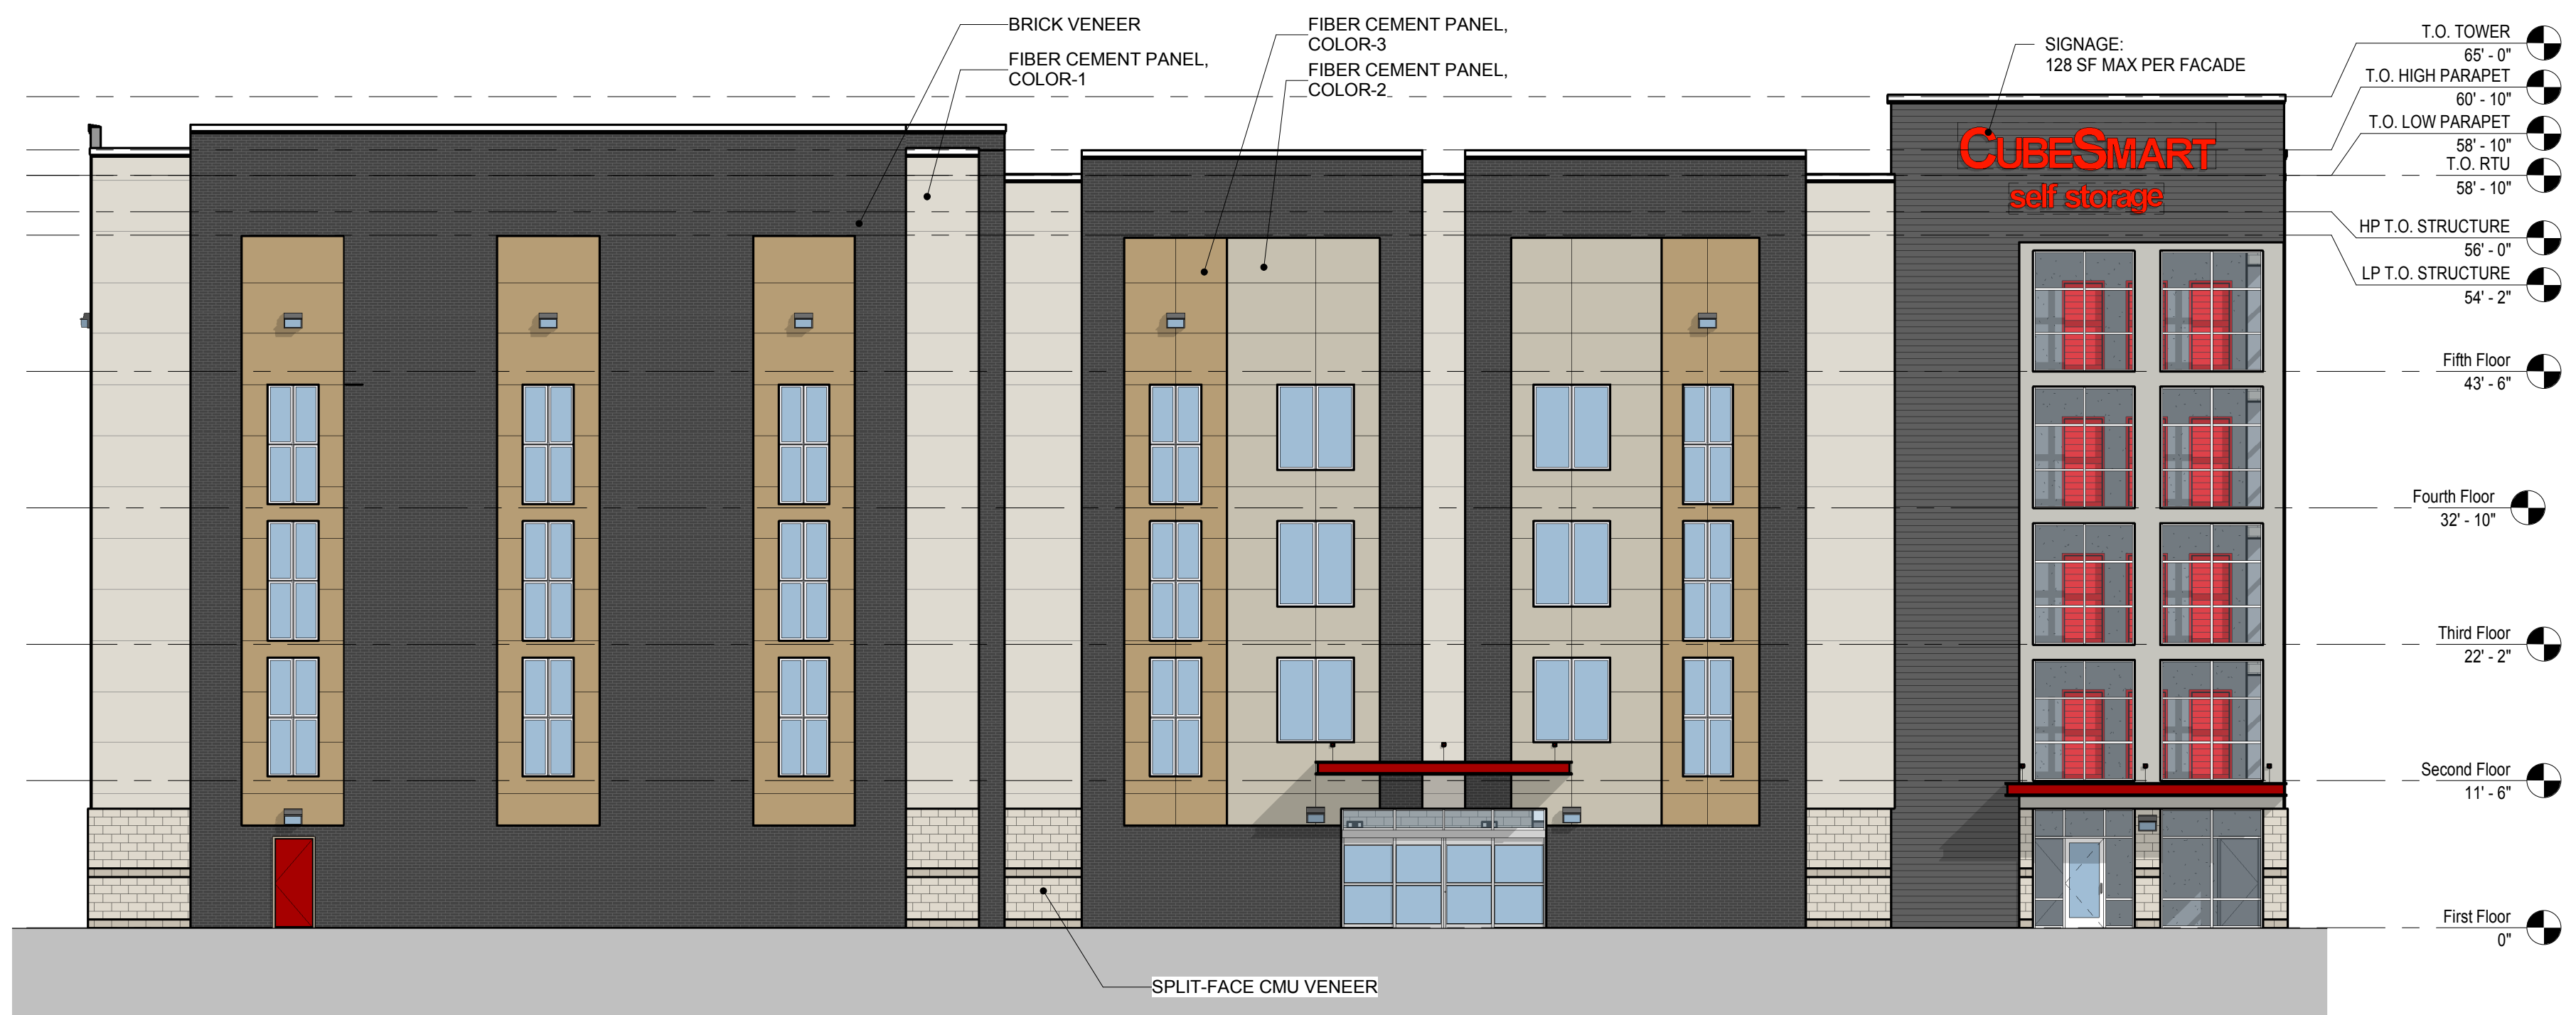 BRICK VENEER
FIBER CEMENT PANEL,
COLOR-1
FIBER CEMENT PANEL,
COLOR-3
FIBER CEMENT PANEL,
COLOR-2
SIGNAGE:
128 SF MAX PER FACADE
CUBESMART
self storage
T.O. TOWER
65' - 0"
T.O. HIGH PARAPET
60' - 10"
T.O. LOW PARAPET
58' - 10"
T.O. RTU
58' - 10"
HP T.O. STRUCTURE
56' - 0"
LP T.O. STRUCTURE
54' - 2"
Fifth Floor
43' - 6"
Fourth Floor
32' - 10"
Third Floor
22' - 2"
Second Floor
11' - 6"
First Floor
0"
SPLIT-FACE CMU VENEER